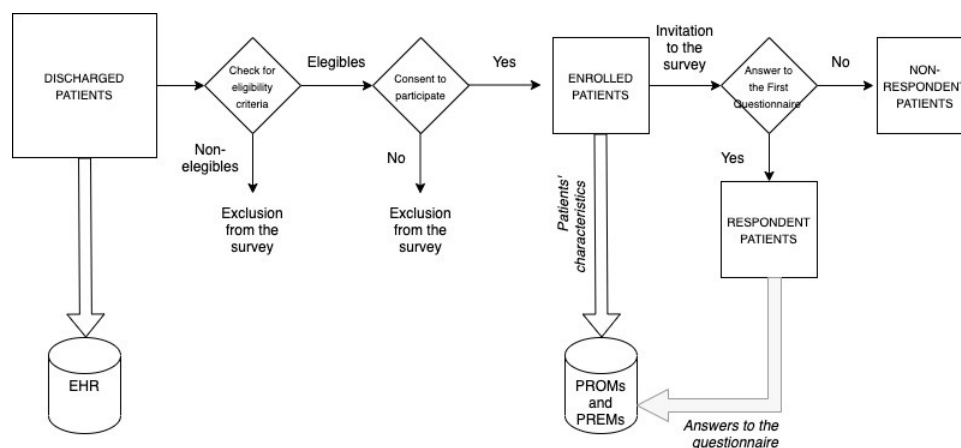 DISCHARGED
PATIENTS
Check for
eligibility
criteria
Elegibles
Consent to
participate
Yes
ENROLLED
PATIENTS
Invitation
to the
survey
Answer to
the First
Questionnaire
No
NON-
RESPONDENT
PATIENTS
Non-
elegibles
No
Yes
Exclusion
from the
survey
Exclusion
from the
survey
Patients'
characteristics
RESPONDENT
PATIENTS
EHR
PROMs
and
PREMs
Answers to the
questionnaire